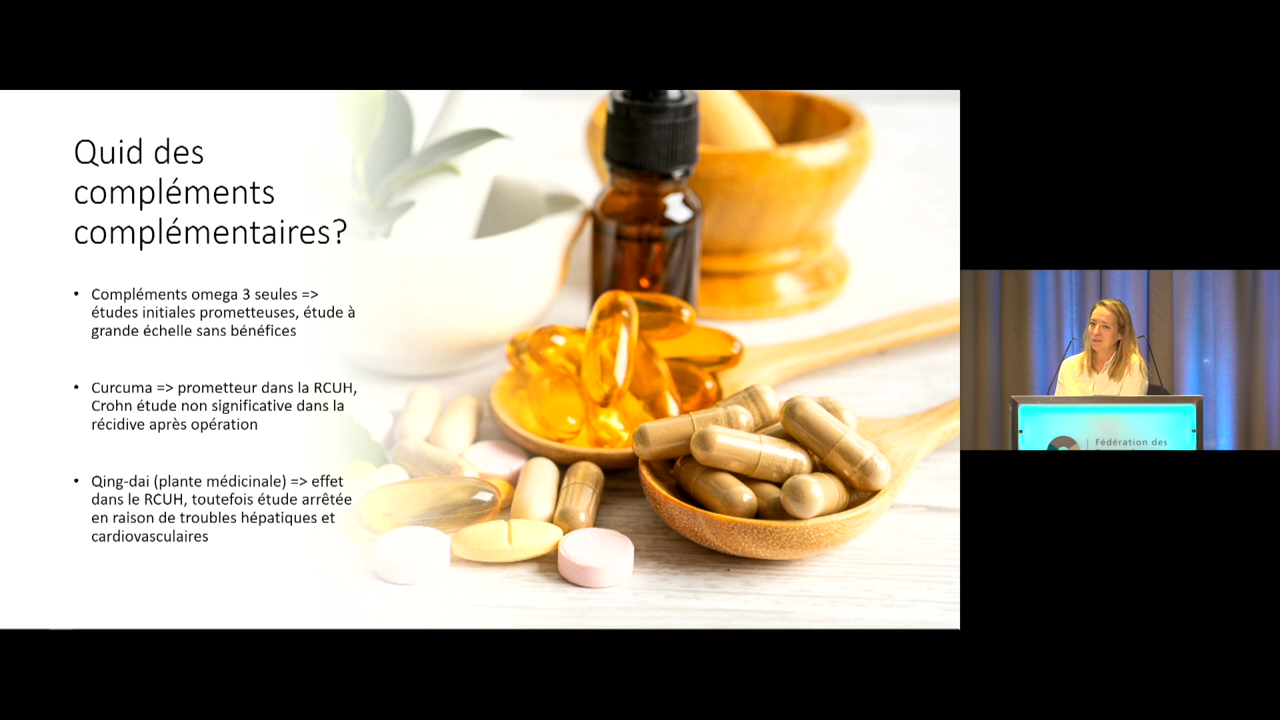 Quid des
compléments
complémentaires?
• Compléments omega 3 seules =>
études initiales prometteuses, étude à
grande échelle sans bénéfices
• Curcuma => prometteur dans la RCUH,
Crohn étude non significative dans la
récidive après opération
• Qing-dai (plante médicinale) => effet
dans le RCUH, toutefois étude arrêtée
en raison de troubles hépatiques et
cardiovasculaires
Fédération des